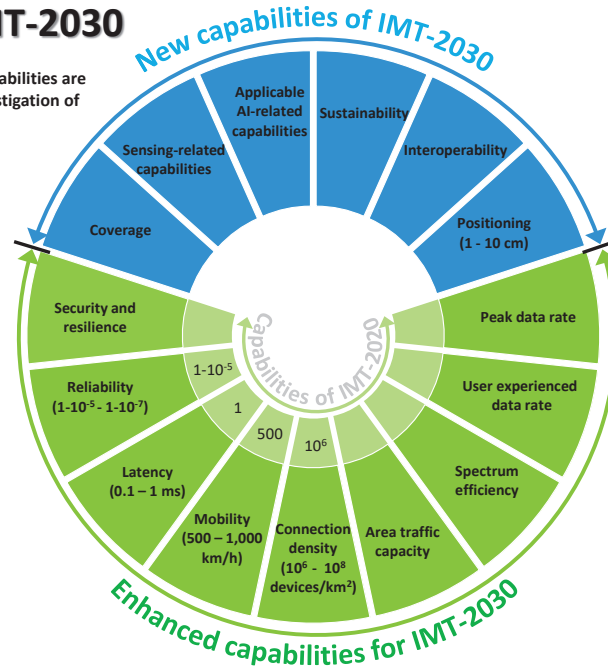 MT-2030
abilities are
stigation of
New capabilities of IMT-2030
Coverage
Sensing-related
capabilities
Applicable
AI-related
capabilities
Sustainability
Interoperability
Positioning
(1 - 10 cm)
Security and
resilience
Reliability
(1-10⁻⁵ - 1-10⁻⁷)
Latency
(0.1 – 1 ms)
Mobility
(500 – 1,000
km/h)
Connection
density
(10⁶ - 10⁸
devices/km²)
Area traffic
capacity
Spectrum
efficiency
User experienced
data rate
Peak data rate
Capabilities of IMT-2020
1-10⁻⁵
1
500
10⁶
Enhanced capabilities for IMT-2030